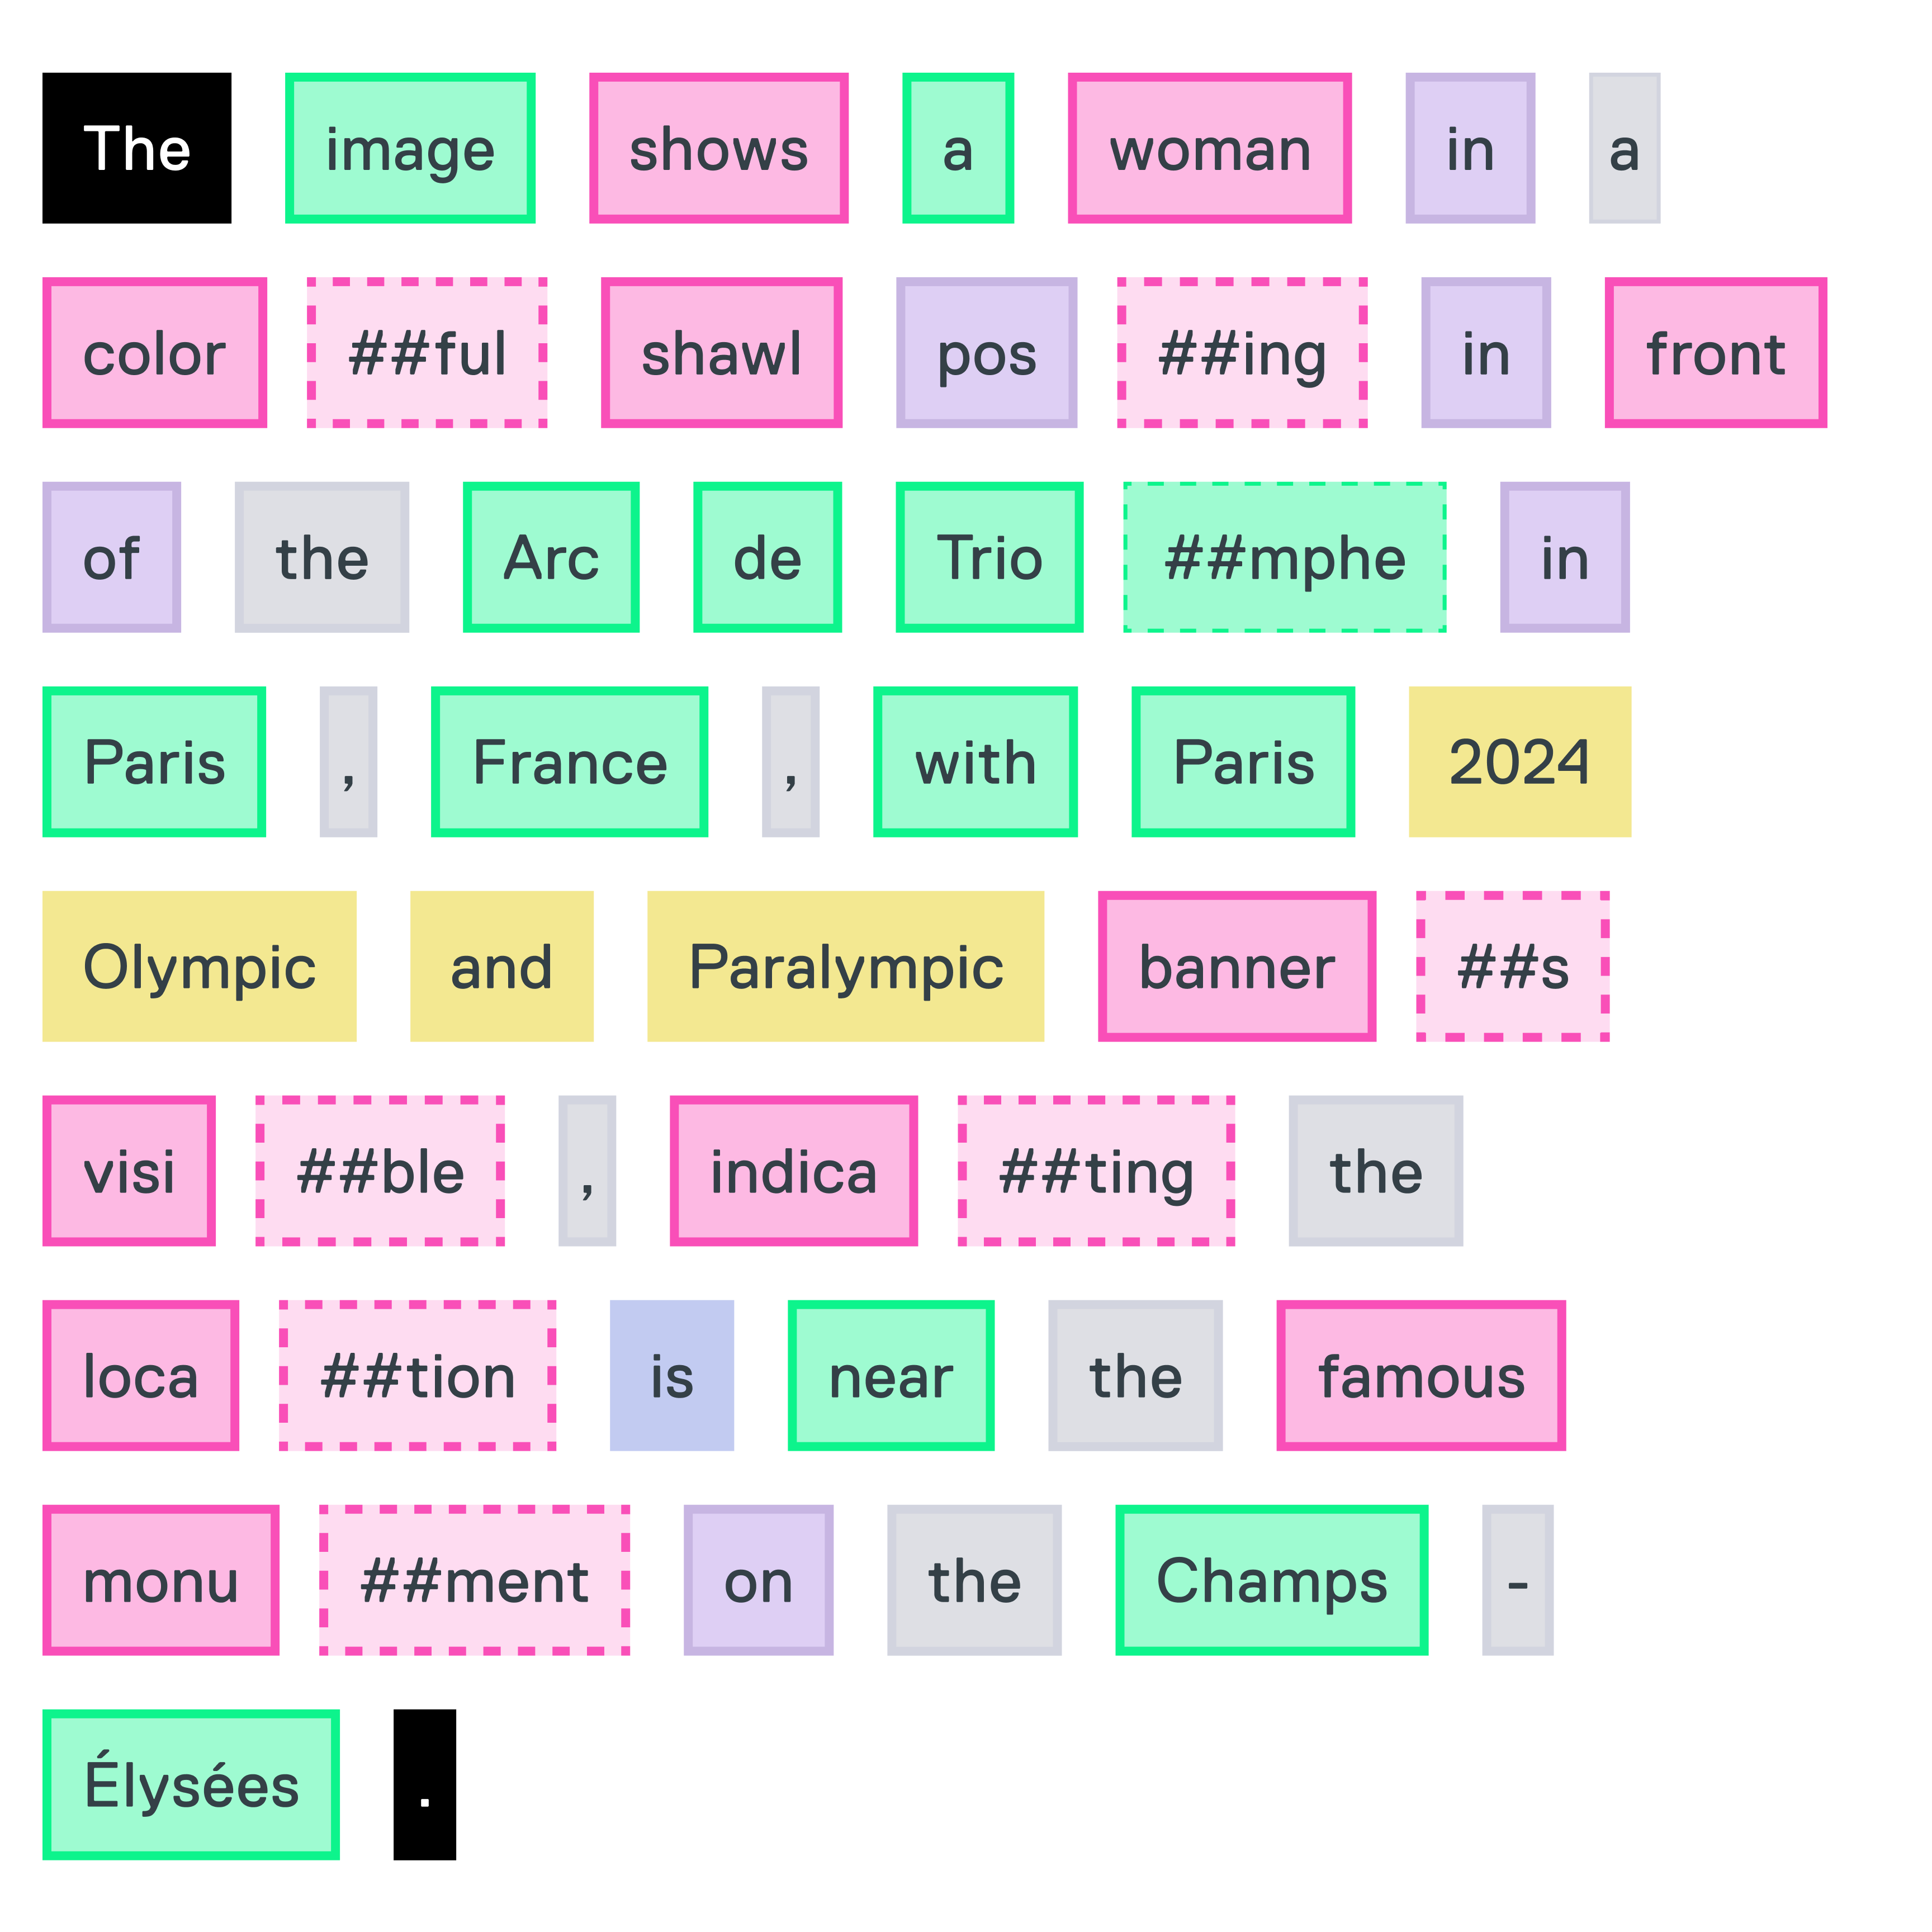 The image shows a woman in a
color ##ful shawl pos ##ing in front
of the Arc de Trio ##mphe in
Paris , France , with Paris 2024
Olympic and Paralympic banner ##s
visi ##ble , indica ##ting the
loca ##tion is near the famous
monu ##ment on the Champs -
Élysées .